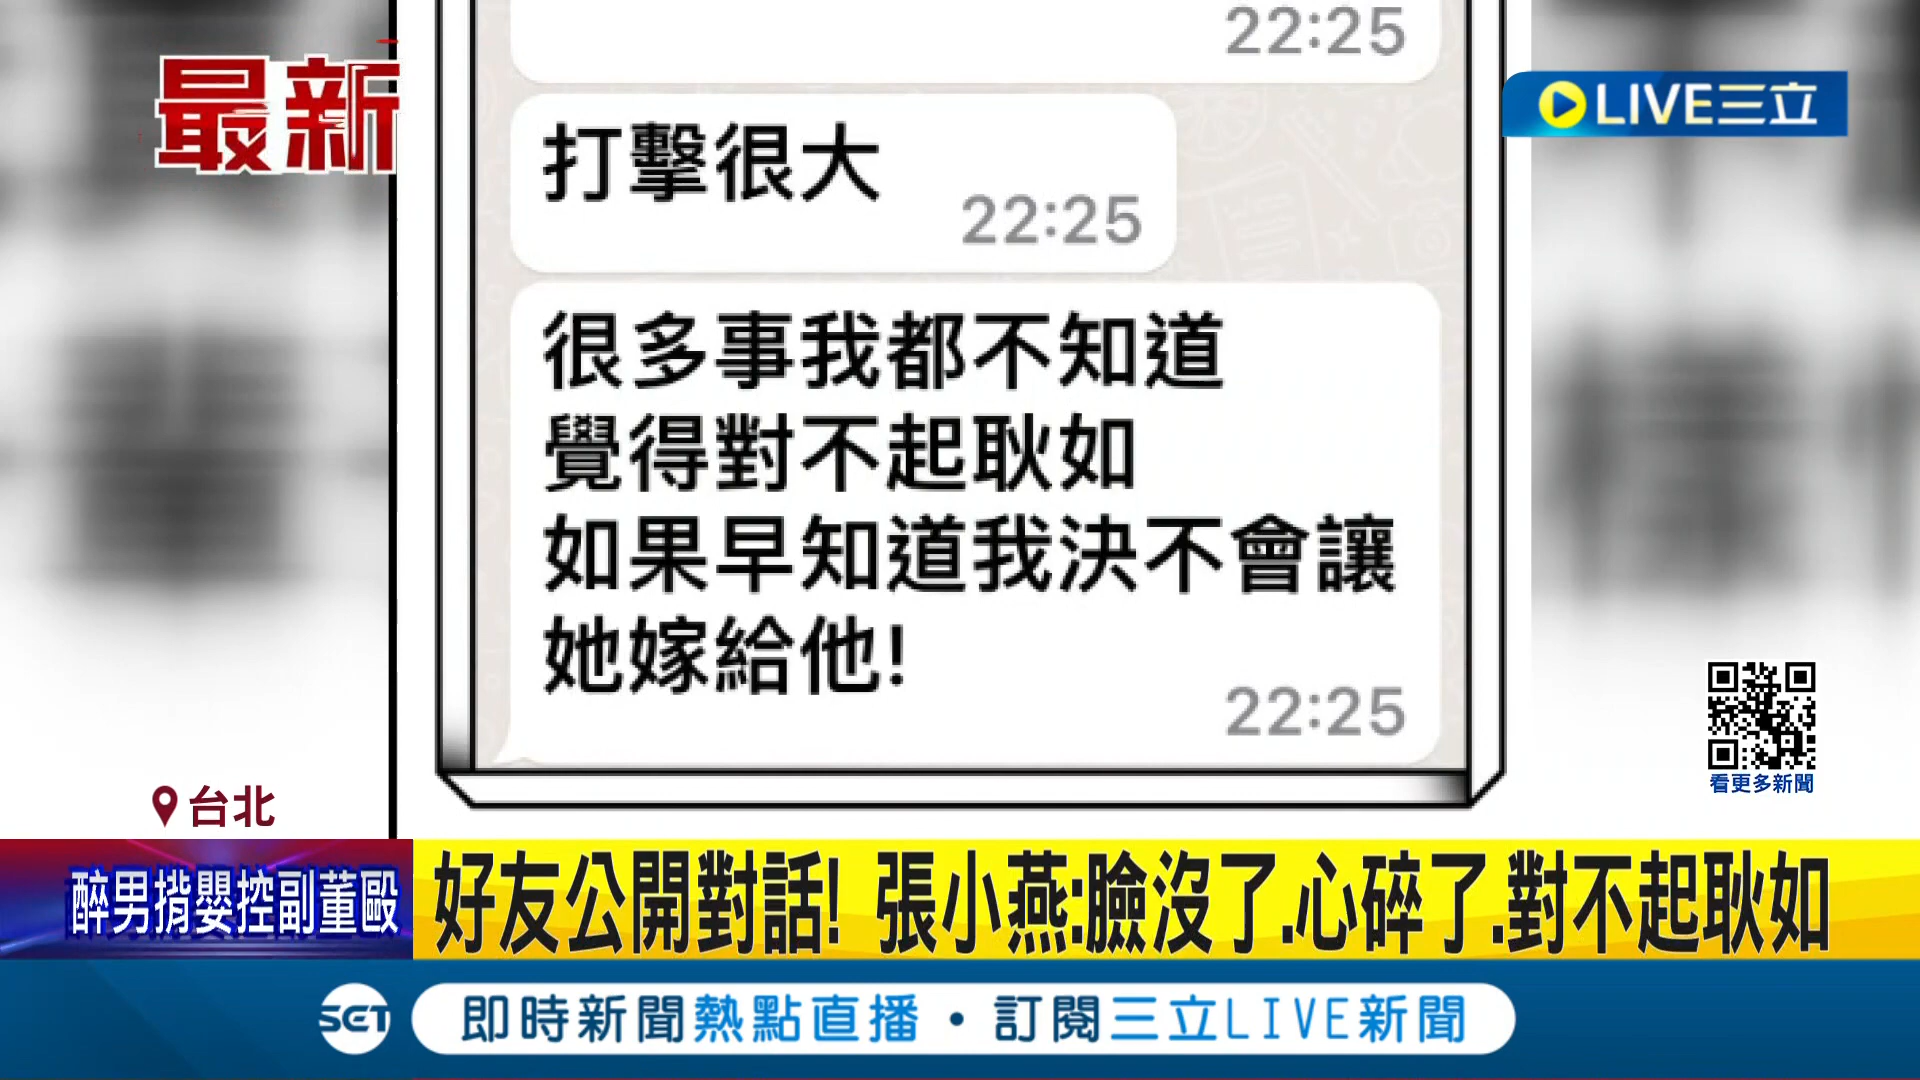 22:25
最新
LIVE三立
打擊很大
22:25
很多事我都不知道
覺得對不起耿如
如果早知道我決不會讓
她嫁給他!
22:25
看更多新聞
台北
醉男揹嬰控副董毆
好友公開對話! 張小燕:臉沒了.心碎了.對不起耿如
SET
即時新聞熱點直播・訂閱三立LIVE新聞